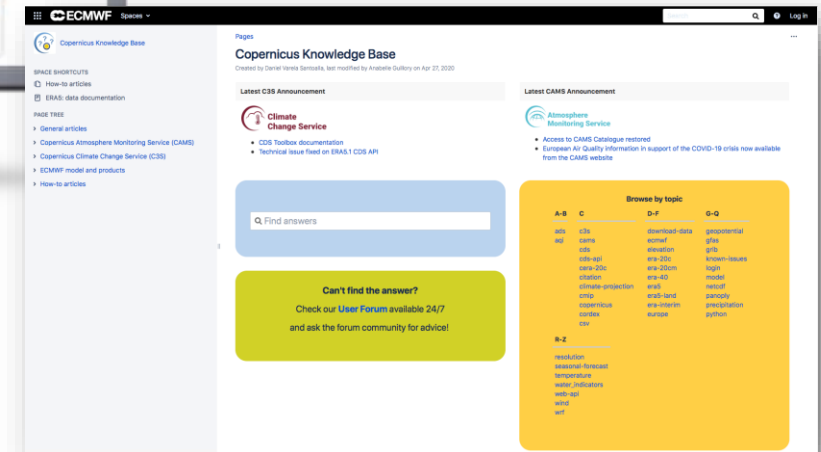 ECMWF Spaces
Search
Log in
Copernicus Knowledge Base
SPACE SHORTCUTS
How-to articles
ERA5: data documentation
PAGE TREE
General articles
Copernicus Atmosphere Monitoring Service (CAMS)
Copernicus Climate Change Service (C3S)
ECMWF model and products
How-to articles
Pages
Copernicus Knowledge Base
Created by Daniel Varela Santoalla, last modified by Anabelle Guillory on Apr 27, 2020
Latest C3S Announcement
Climate
Change Service
CDS Toolbox documentation
Technical issue fixed on ERA5.1 CDS API
Latest CAMS Announcement
Atmosphere
Monitoring Service
Access to CAMS Catalogue restored
European Air Quality information in support of the COVID-19 crisis now available
from the CAMS website
Find answers
Can't find the answer?
Check our User Forum available 24/7
and ask the forum community for advice!
Browse by topic
A-B
ads
aqi
C
c3s
cams
cds
cds-api
cera-20c
citation
climate-projection
cmip
copernicus
cordex
csv
D-F
download-data
ecmwf
elevation
era-20c
era-20cm
era-40
era5
era5-land
era-interim
europe
G-Q
geopotential
gfas
grib
known-issues
login
model
netcdf
panoply
precipitation
python
R-Z
resolution
seasonal-forecast
temperature
water_indicators
web-api
wind
wrf